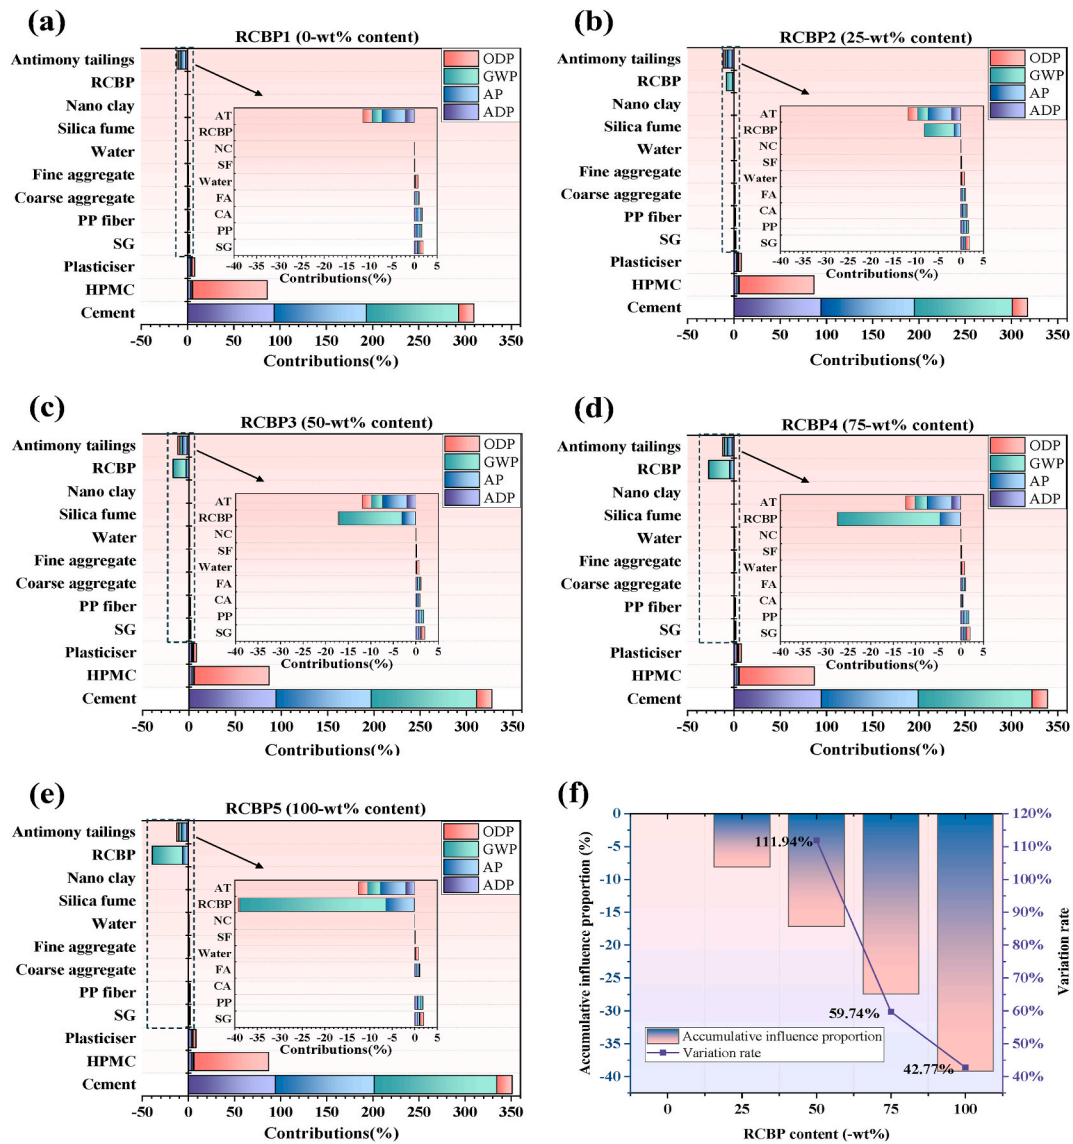 (a)
RCBP1 (0-wt% content)
Antimony tailings
RCBP
Nano clay
Silica fume
Water
Fine aggregate
Coarse aggregate
PP fiber
SG
Plasticiser
HPMC
Cement
ODP
GWP
AP
ADP
AT
RCBP
NC
SF
Water
FA
CA
PP
SG
-40 -35 -30 -25 -20 -15 -10 -5 0 5
Contributions(%)
-50 0 50 100 150 200 250 300 350
Contributions(%)
(b)
RCBP2 (25-wt% content)
Antimony tailings
RCBP
Nano clay
Silica fume
Water
Fine aggregate
Coarse aggregate
PP fiber
SG
Plasticiser
HPMC
Cement
ODP
GWP
AP
ADP
AT
RCBP
NC
SF
Water
FA
CA
PP
SG
-40 -35 -30 -25 -20 -15 -10 -5 0 5
Contributions(%)
-50 0 50 100 150 200 250 300 350
Contributions(%)
(c)
RCBP3 (50-wt% content)
Antimony tailings
RCBP
Nano clay
Silica fume
Water
Fine aggregate
Coarse aggregate
PP fiber
SG
Plasticiser
HPMC
Cement
ODP
GWP
AP
ADP
AT
RCBP
NC
SF
Water
FA
CA
PP
SG
-40 -35 -30 -25 -20 -15 -10 -5 0 5
Contributions(%)
-50 0 50 100 150 200 250 300 350
Contributions(%)
(d)
RCBP4 (75-wt% content)
Antimony tailings
RCBP
Nano clay
Silica fume
Water
Fine aggregate
Coarse aggregate
PP fiber
SG
Plasticiser
HPMC
Cement
ODP
GWP
AP
ADP
AT
RCBP
NC
SF
Water
FA
CA
PP
SG
-40 -35 -30 -25 -20 -15 -10 -5 0 5
Contributions(%)
-50 0 50 100 150 200 250 300 350
Contributions(%)
(e)
RCBP5 (100-wt% content)
Antimony tailings
RCBP
Nano clay
Silica fume
Water
Fine aggregate
Coarse aggregate
PP fiber
SG
Plasticiser
HPMC
Cement
ODP
GWP
AP
ADP
AT
RCBP
NC
SF
Water
FA
CA
PP
SG
-40 -35 -30 -25 -20 -15 -10 -5 0 5
Contributions(%)
-50 0 50 100 150 200 250 300 350
Contributions(%)
(f)
Accumulative influence proportion (%)
0
-5
-10
-15
-20
-25
-30
-35
-40
111.94%
59.74%
42.77%
Accumulative influence proportion
Variation rate
120%
110%
100%
90%
80%
70%
60%
50%
40%
Variation rate
0 25 50 75 100
RCBP content (-wt%)